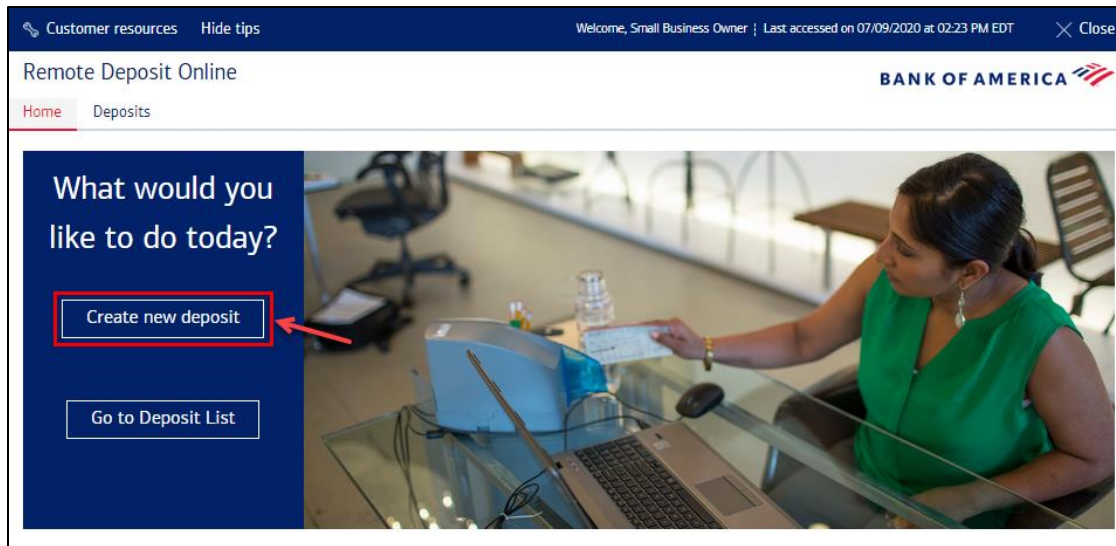 Customer resources Hide tips Welcome, Small Business Owner ¦ Last accessed on 07/09/2020 at 02:23 PM EDT Close
Remote Deposit Online
BANK OF AMERICA
Home Deposits
What would you
like to do today?
Create new deposit
Go to Deposit List